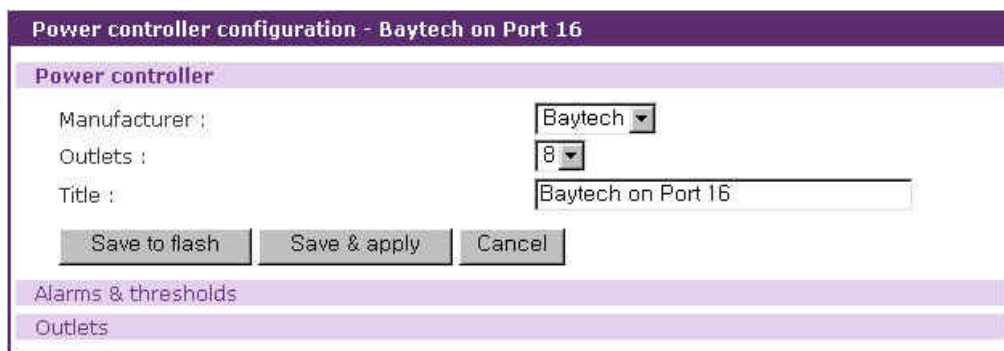 Power controller configuration - Baytech on Port 16
Power controller
Manufacturer : Baytech
Outlets : 8
Title : Baytech on Port 16
Save to flash Save & apply Cancel
Alarms & thresholds
Outlets